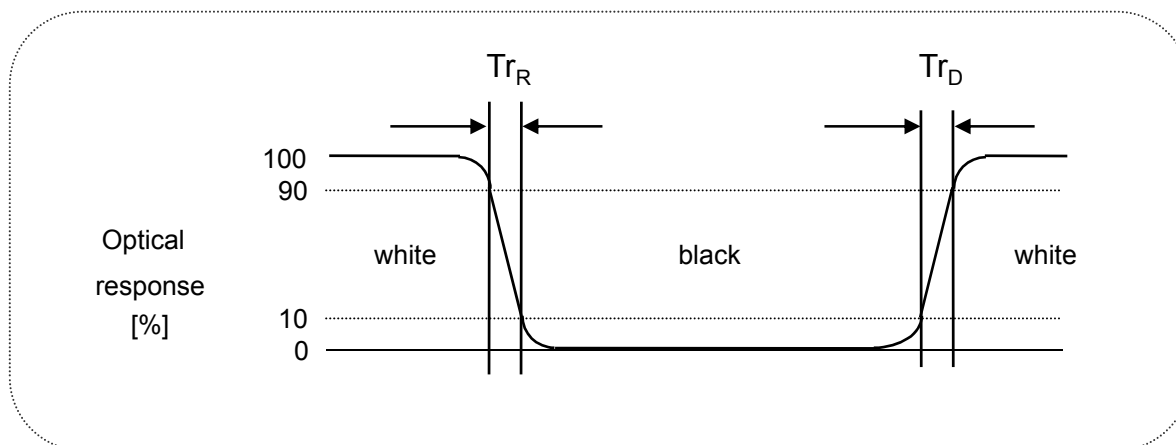 Tr_R Tr_D
100
90
Optical
response
[%]
white black white
10
0